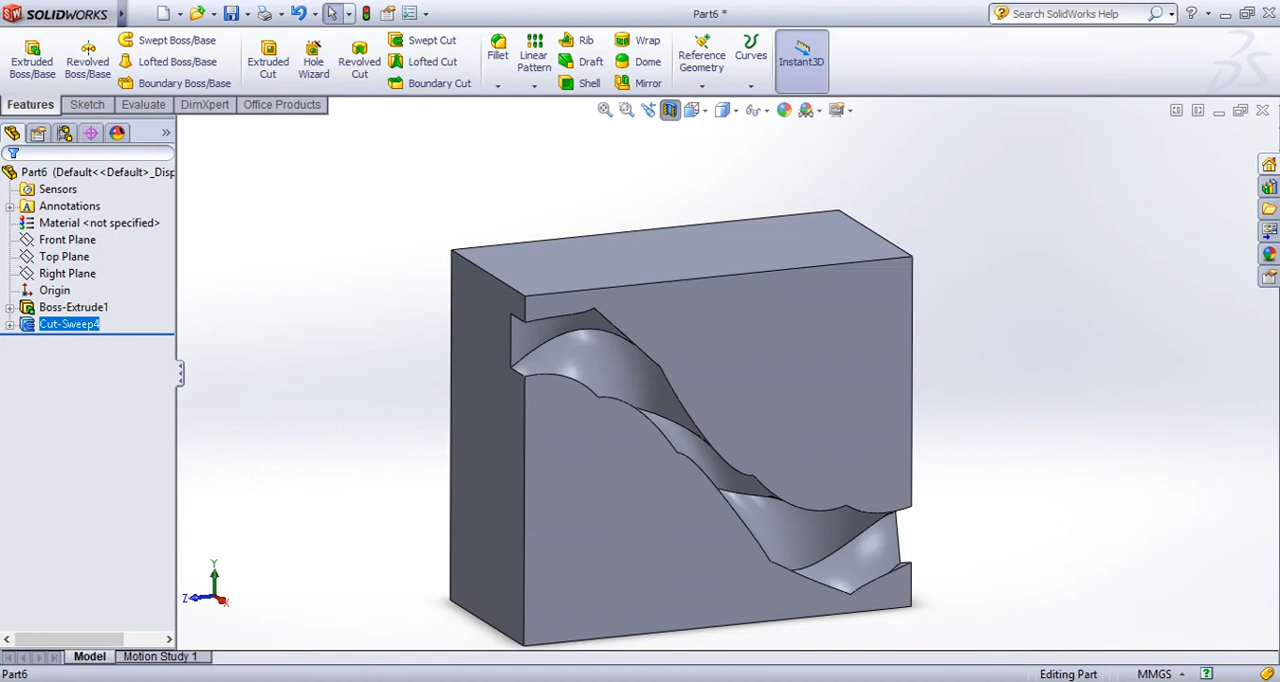 SOLIDWORKS
Part6 *
Search SolidWorks Help
Extruded Boss/Base
Revolved Boss/Base
Swept Boss/Base
Lofted Boss/Base
Boundary Boss/Base
Extruded Cut
Hole Wizard
Revolved Cut
Swept Cut
Lofted Cut
Boundary Cut
Fillet
Linear Pattern
Rib
Draft
Shell
Wrap
Dome
Mirror
Reference Geometry
Curves
Instant3D
Features
Sketch
Evaluate
DimXpert
Office Products
Part6 (Default<<Default>_Disp
Sensors
Annotations
Material <not specified>
Front Plane
Top Plane
Right Plane
Origin
Boss-Extrude1
Cut-Sweep4
Y
Z
X
Model
Motion Study 1
Part6
Editing Part
MMGS